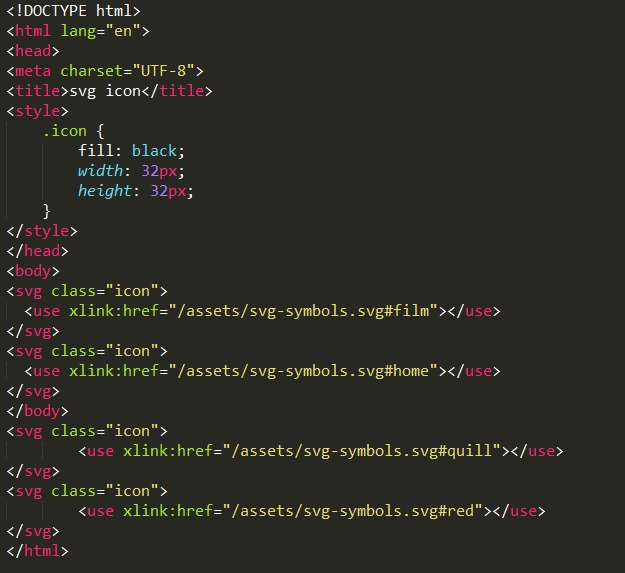 <!DOCTYPE html>
<html lang="en">
<head>
<meta charset="UTF-8">
<title>svg icon</title>
<style>
    .icon {
        fill: black;
        width: 32px;
        height: 32px;
    }
</style>
</head>
<body>
<svg class="icon">
  <use xlink:href="/assets/svg-symbols.svg#film"></use>
</svg>
<svg class="icon">
  <use xlink:href="/assets/svg-symbols.svg#home"></use>
</svg>
</body>
<svg class="icon">
        <use xlink:href="/assets/svg-symbols.svg#quill"></use>
</svg>
<svg class="icon">
        <use xlink:href="/assets/svg-symbols.svg#red"></use>
</svg>
</html>